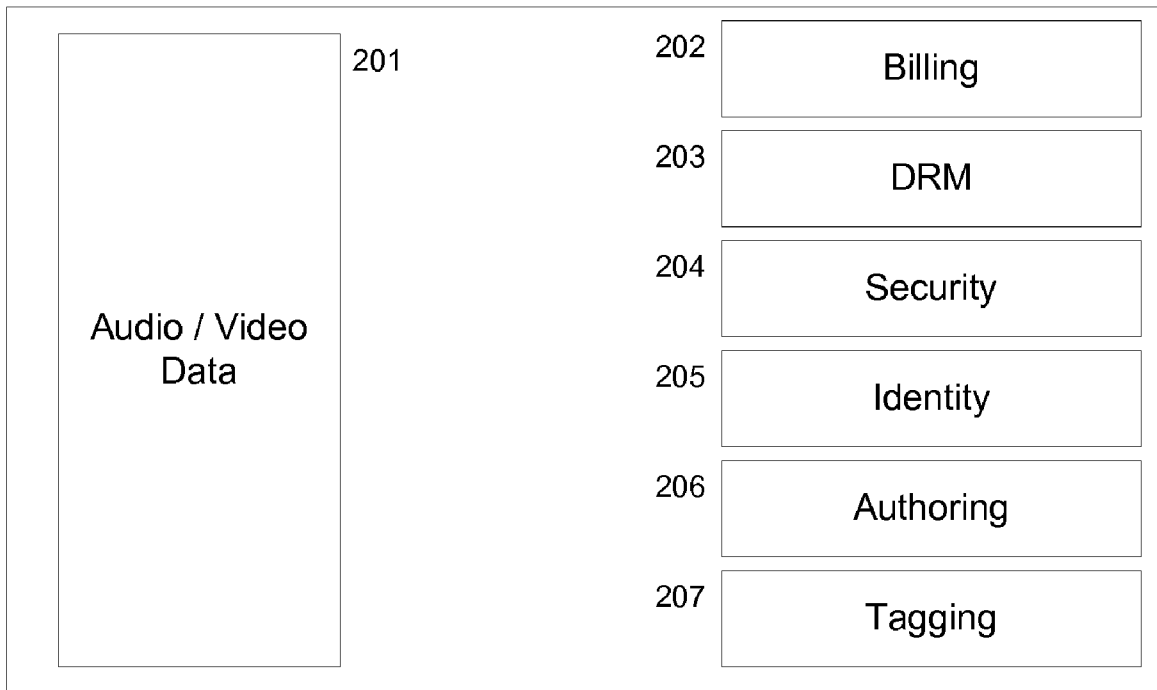 201
Audio / Video
Data
202
Billing
203
DRM
204
Security
205
Identity
206
Authoring
207
Tagging